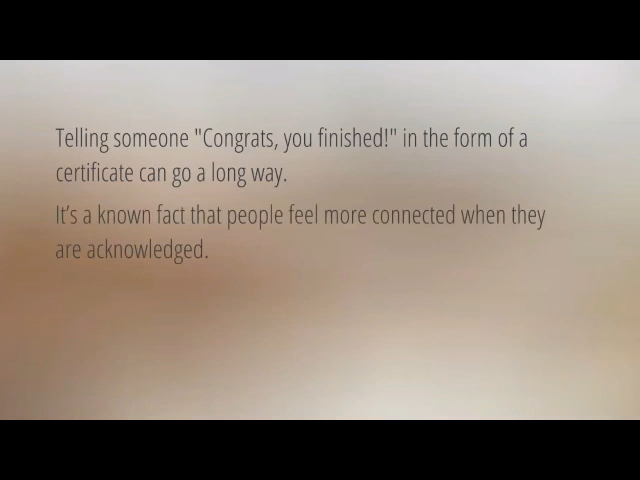 Telling someone "Congrats, you finished!" in the form of a
certificate can go a long way.
It’s a known fact that people feel more connected when they
are acknowledged.